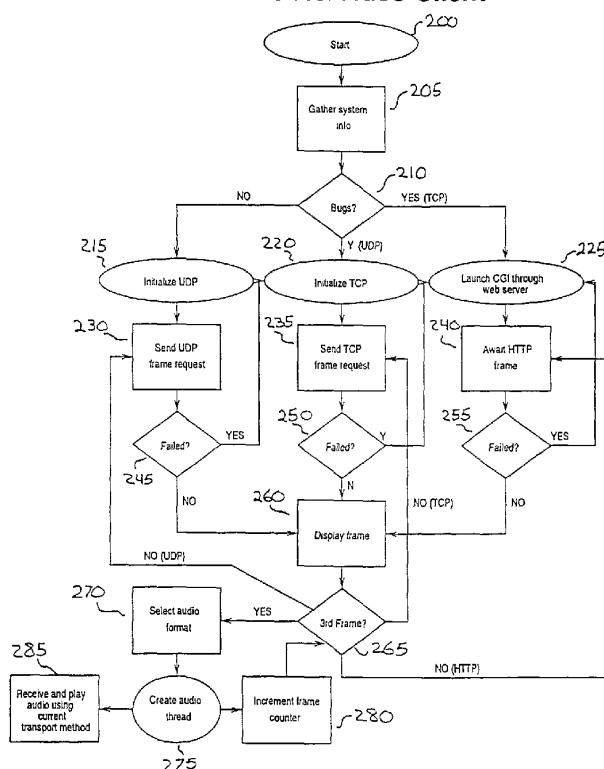 200
Start
205
Gather system
info
210
NO
Bugs?
YES (TCP)
Y (UDP)
215
Initialize UDP
220
Initialize TCP
225
Launch CGI through
web server
230
Send UDP
frame request
235
Send TCP
frame request
240
Await HTTP
frame
245
Failed?
YES
250
Failed?
Y
255
Failed?
YES
NO
N
NO
260
Display frame
NO (TCP)
NO (UDP)
270
Select audio
format
YES
3rd Frame?
265
NO (HTTP)
285
Receive and play
audio using
current
transport method
Create audio
thread
275
Increment frame
counter
280